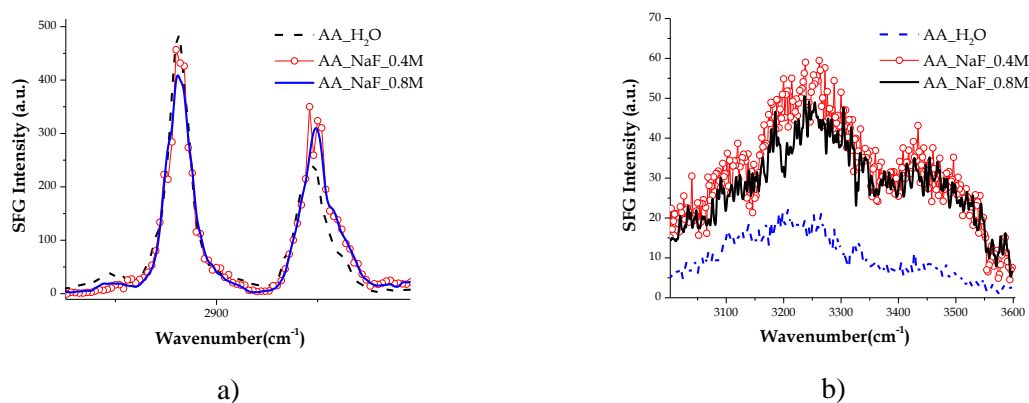 500
400
300
200
100
0
SFG Intensity (a.u.)
AA_H₂O
AA_NaF_0.4M
AA_NaF_0.8M
2900
Wavenumber(cm⁻¹)
a)
70
60
50
40
30
20
10
0
SFG Intensity (a.u.)
AA_H₂O
AA_NaF_0.4M
AA_NaF_0.8M
3100 3200 3300 3400 3500 3600
Wavenumber(cm⁻¹)
b)